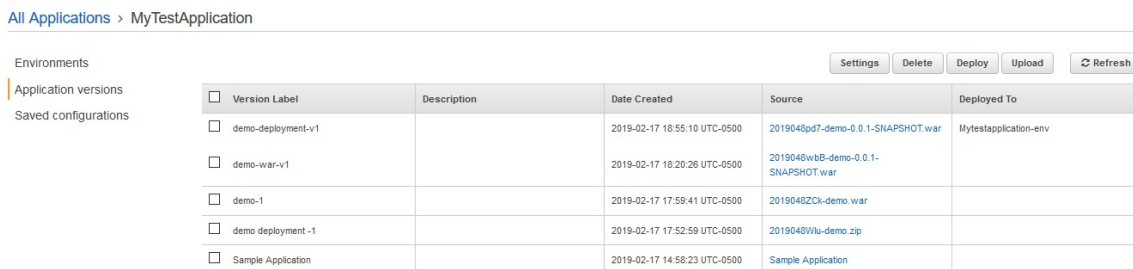 All Applications > MyTestApplication
Environments
Application versions
Saved configurations
Settings Delete Deploy Upload Refresh
Version Label Description Date Created Source Deployed To
demo-deployment-v1 2019-02-17 18:55:10 UTC-0500 2019048pd7-demo-0.0.1-SNAPSHOT.war Mytestapplication-env
demo-war-v1 2019-02-17 18:20:26 UTC-0500 2019048wbB-demo-0.0.1-
SNAPSHOT.war
demo-1 2019-02-17 17:59:41 UTC-0500 2019048ZCk-demo.war
demo deployment -1 2019-02-17 17:52:59 UTC-0500 2019048Wlu-demo.zip
Sample Application 2019-02-17 14:58:23 UTC-0500 Sample Application